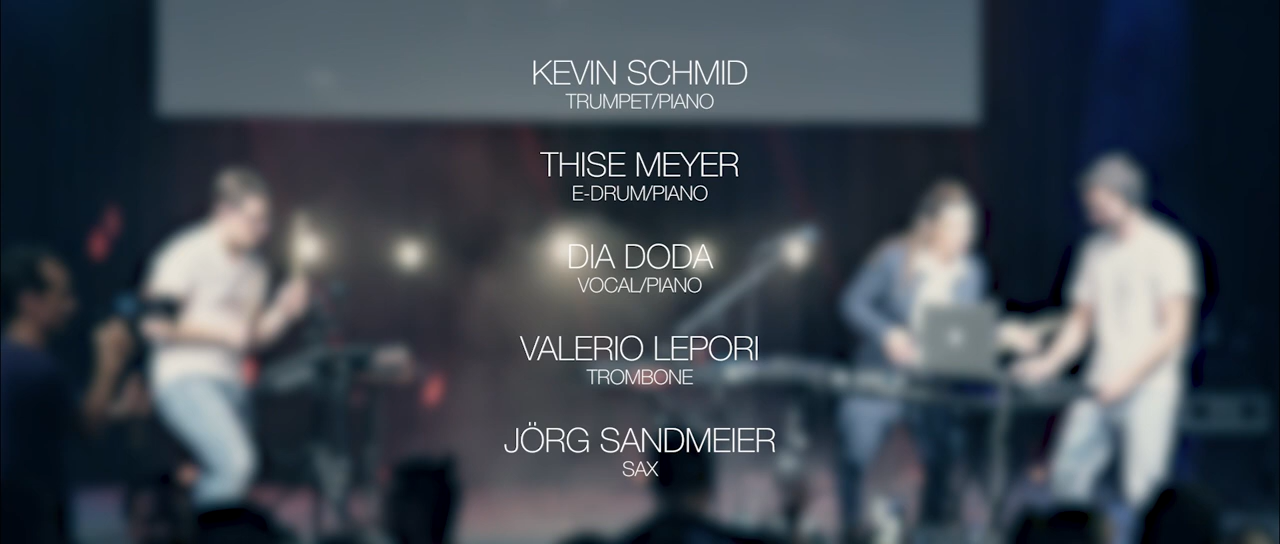 KEVIN SCHMID
TRUMPET/PIANO
THISE MEYER
E-DRUM/PIANO
DIA DODA
VOCAL/PIANO
VALERIO LEPORI
TROMBONE
JÖRG SANDMEIER
SAX